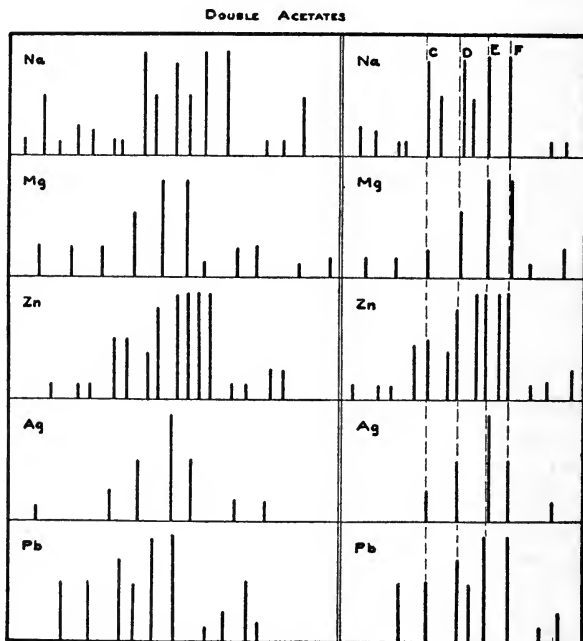 DOUBLE ACETATES
Na
Na C D E F
Mg
Mg
Zn
Zn
Ag
Ag
Pb
Pb